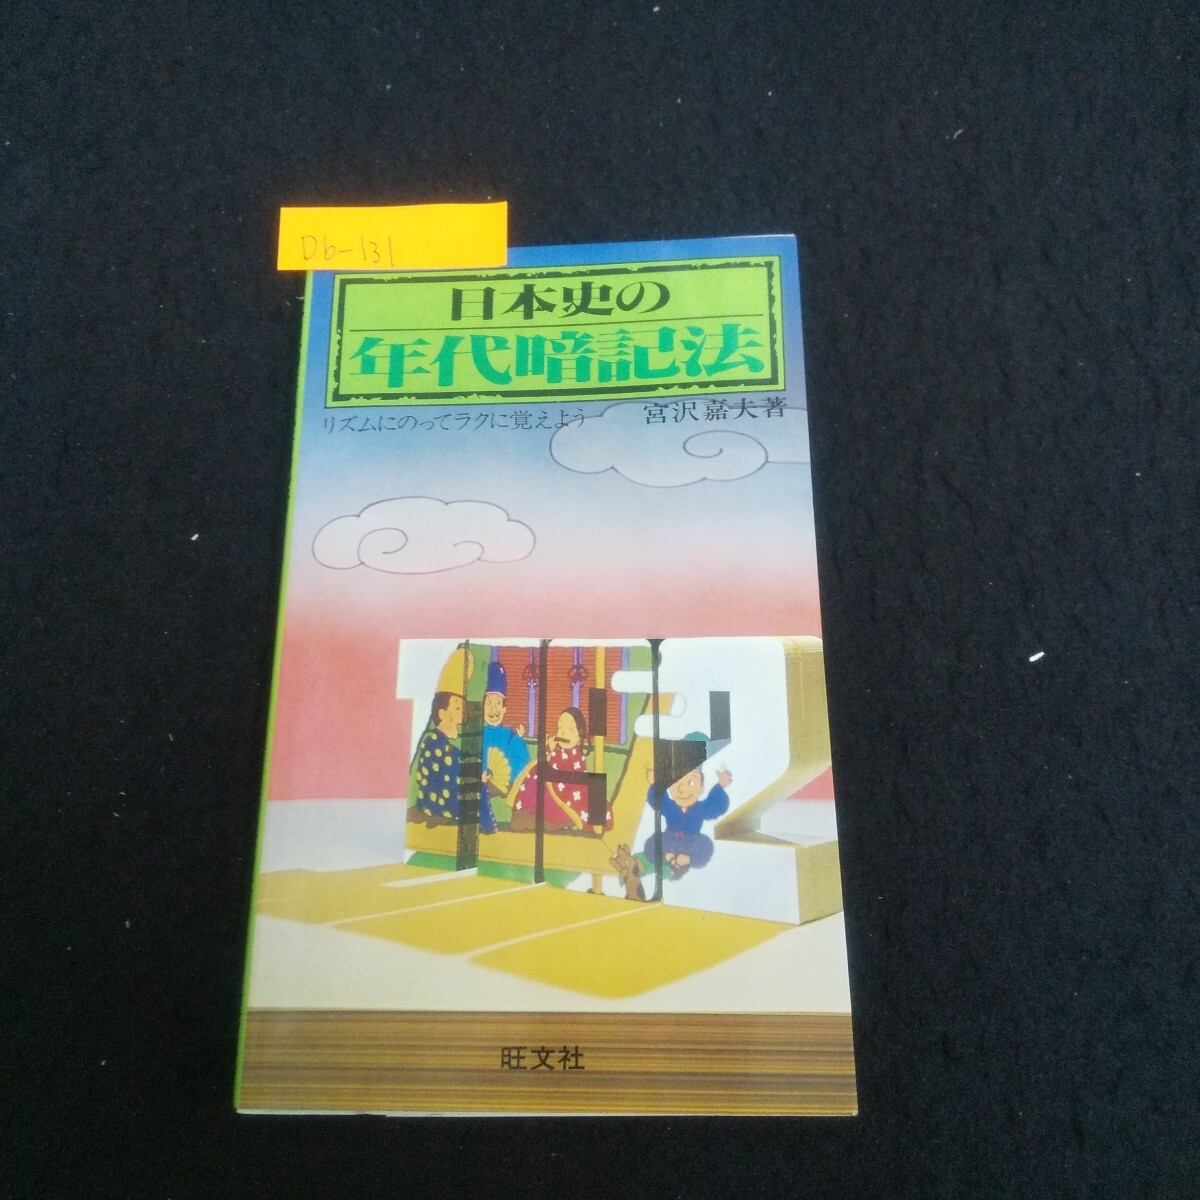 Db-131
日本史の
年代暗記法
リズムにのってラクに覚えよう
宮沢嘉夫著
旺文社